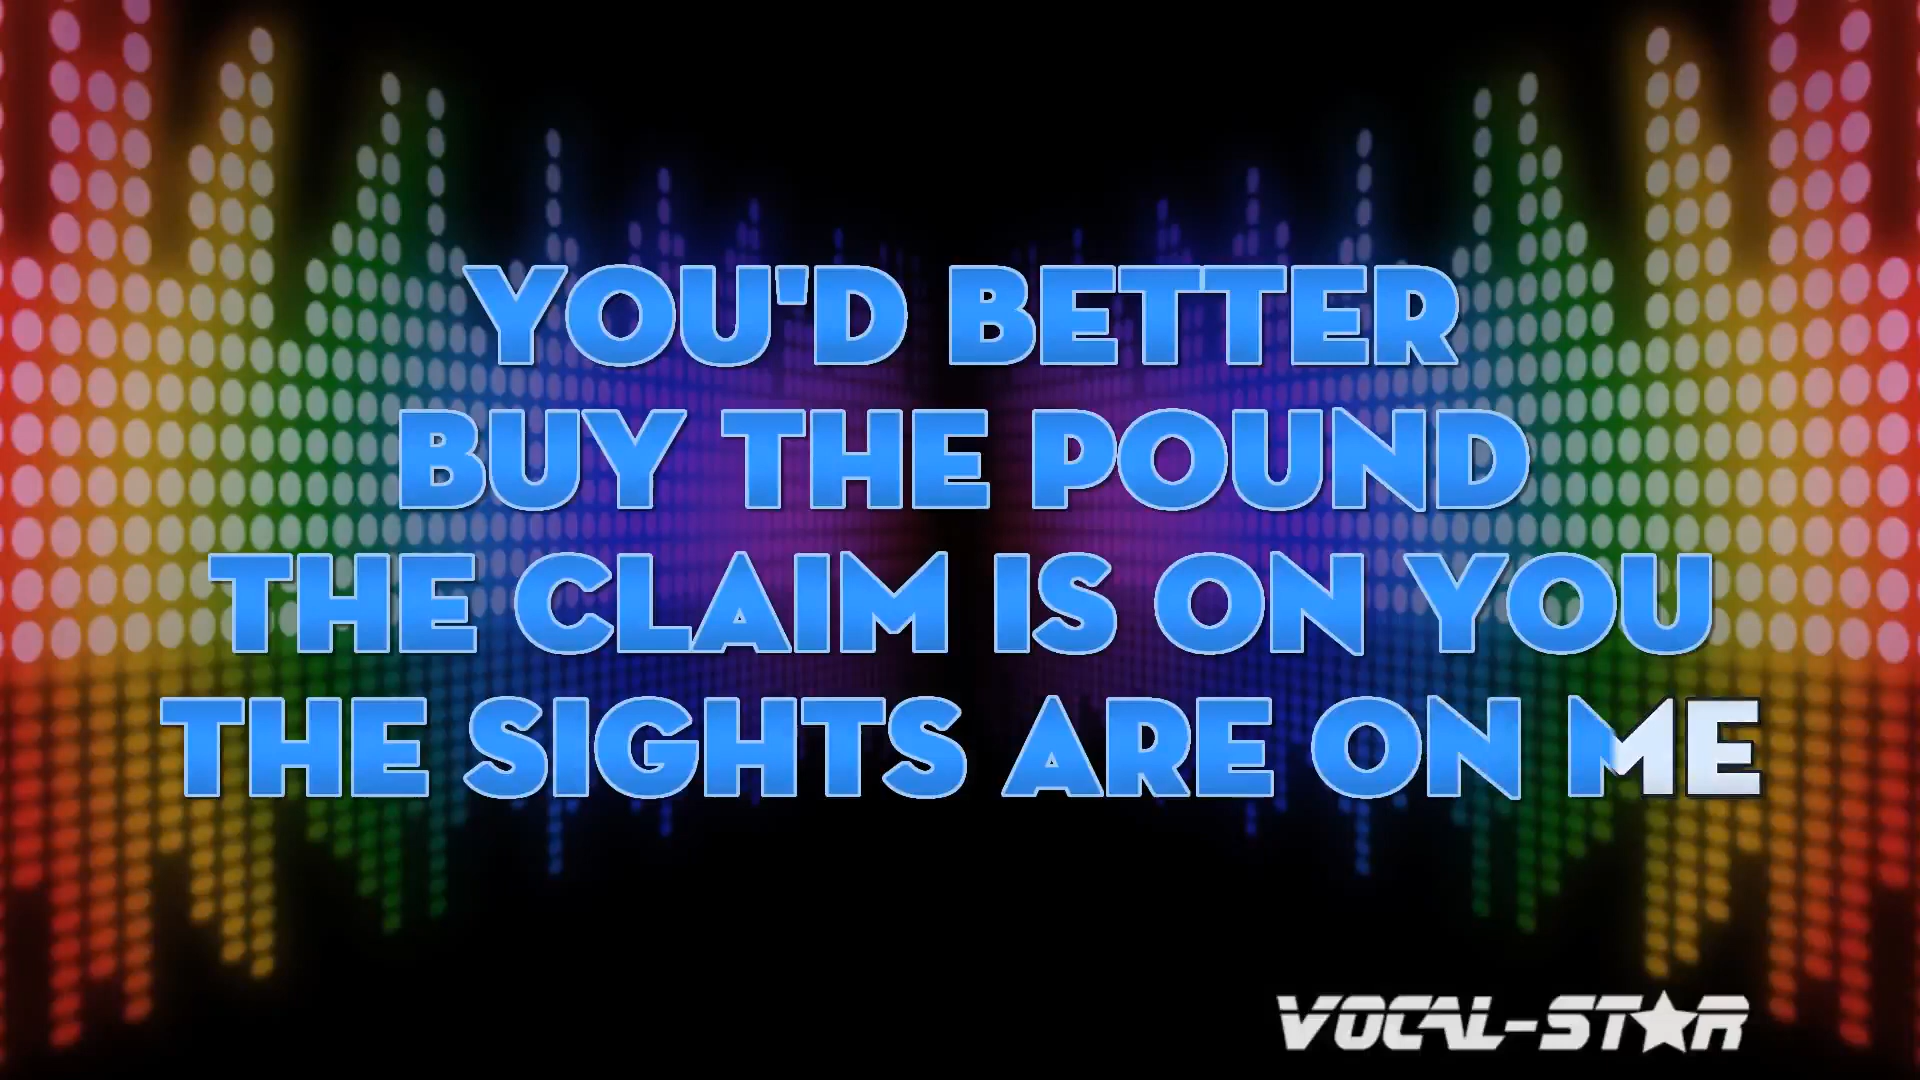 YOU'D BETTER
BUY THE POUND
THE CLAIM IS ON YOU
THE SIGHTS ARE ON ME
VOCAL-STAR